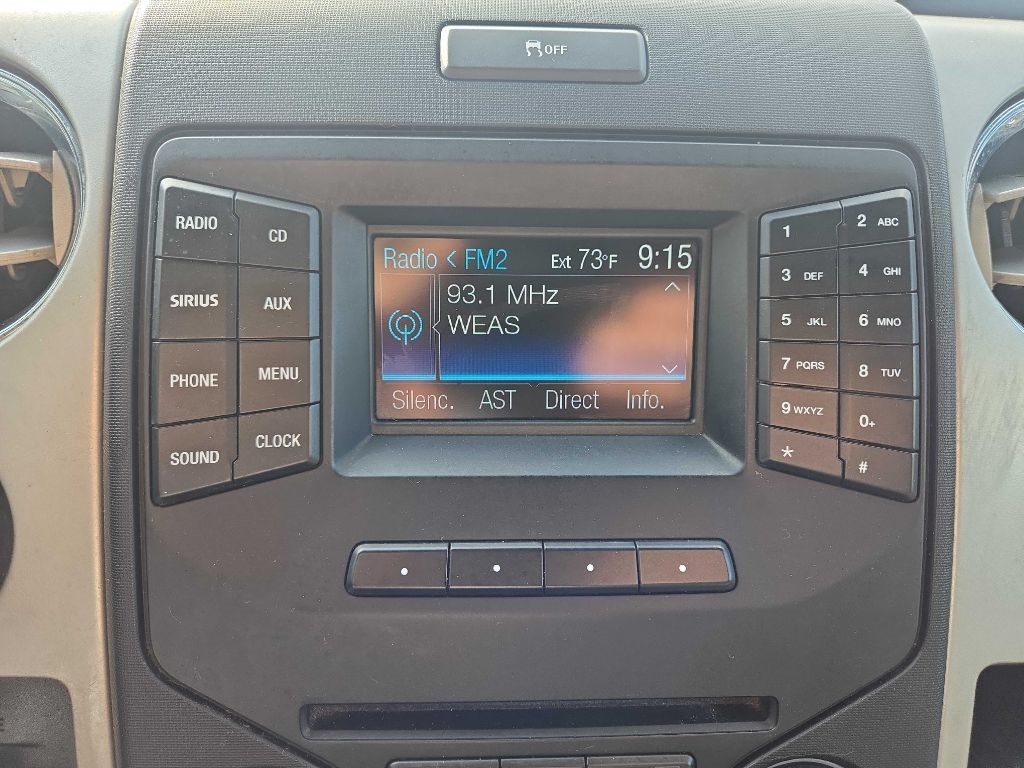 OFF
RADIO
CD
SIRIUS
AUX
PHONE
MENU
SOUND
CLOCK
Radio < FM2 Ext 73°F 9:15
93.1 MHz
WEAS
Silenc. AST Direct Info.
1
2 ABC
3 DEF
4 GHI
5 JKL
6 MNO
7 PQRS
8 TUV
9 WXYZ
0+
*
#